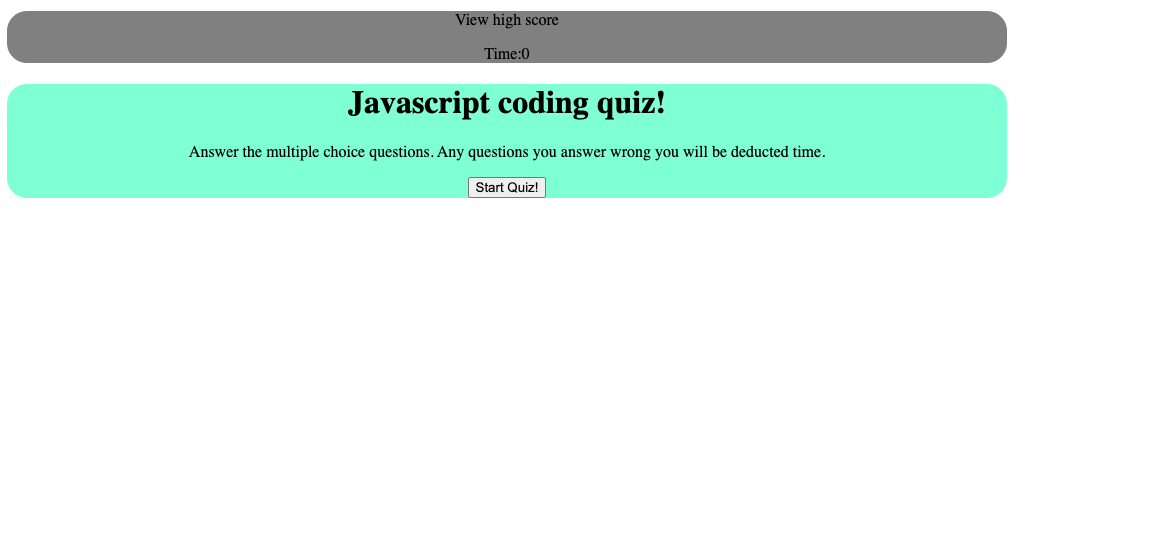 View high score
Time:0
Javascript coding quiz!
Answer the multiple choice questions. Any questions you answer wrong you will be deducted time.
Start Quiz!